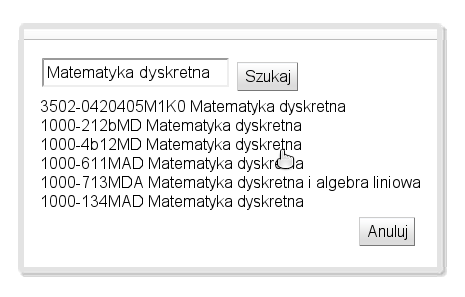 Matematyka dyskretna
Szukaj
3502-0420405M1K0 Matematyka dyskretna
1000-212bMD Matematyka dyskretna
1000-4b12MD Matematyka dyskretna
1000-611MAD Matematyka dyskretna
1000-713MDA Matematyka dyskretna i algebra liniowa
1000-134MAD Matematyka dyskretna
Anuluj